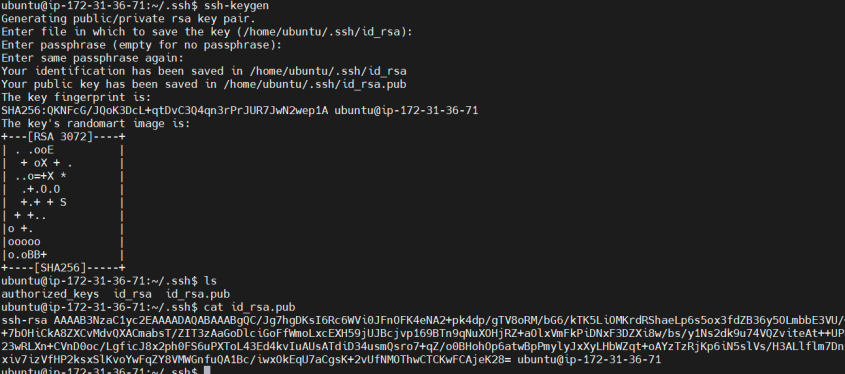 ubuntu@ip-172-31-36-71:~/.ssh$ ssh-keygen
Generating public/private rsa key pair.
Enter file in which to save the key (/home/ubuntu/.ssh/id_rsa):
Enter passphrase (empty for no passphrase):
Enter same passphrase again:
Your identification has been saved in /home/ubuntu/.ssh/id_rsa
Your public key has been saved in /home/ubuntu/.ssh/id_rsa.pub
The key fingerprint is:
SHA256:QKNFcG/JQoK3DcL+qtDvC3Q4qn3rPrJUR7JwN2wep1A ubuntu@ip-172-31-36-71
The key's randomart image is:
+---[RSA 3072]----+
| . .ooE          |
|  + oX + .       |
| ..o=+X *        |
|  .+.O.O         |
|  +.+ + S        |
| + +..           |
|o +.             |
|ooooo            |
|o.oBB+           |
+----[SHA256]-----+
ubuntu@ip-172-31-36-71:~/.ssh$ ls
authorized_keys  id_rsa  id_rsa.pub
ubuntu@ip-172-31-36-71:~/.ssh$ cat id_rsa.pub
ssh-rsa AAAAB3NzaC1yc2EAAAADAQABAAABgQC/Jg7hgDKsI6Rc6WVi0JFnOFK4eNA2+pk4dp/gTV8oRM/bG6/kTK5LiOMKrdRShaeLp6s5ox3fdZB36y5OLmbbE3VU/
+7bOHiCkA8ZXCvMdvQXACmabsT/ZIT3zAaGoDlciGoFfWmoLxcEXH59jUJBcjvp169BTn9qNuXOHjRZ+aOlxVmFkPiDNxF3DZXi8w/bs/y1Ns2dk9u74VQZviteAt++UP
23wRLXn+CVnD0oc/LgficJ8x2ph0FS6uPXToL43Ed4kvIuAUsATdiD34usmQsro7+qZ/o0BHohOp6atwBpPmylyJxXyLHbWZqt+oAYzTzRjKp6iN5slVs/H3ALlflm7Dn
xiv7izVfHP2ksxSlKvoYwFqZY8VMWGnfuQA1Bc/iwxOkEqU7aCgsK+2vUfNMOThwCTCKwFCAjeK28= ubuntu@ip-172-31-36-71
ubuntu@ip-172-31-36-71:~/.ssh$